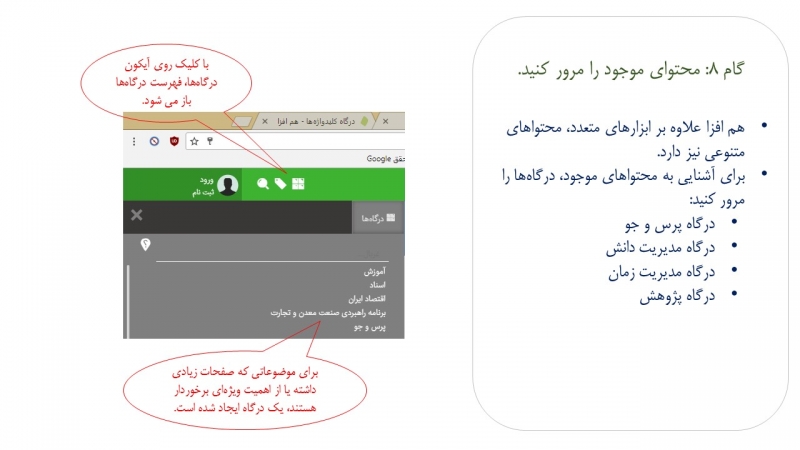 گام ۸: محتوای موجود را مرور کنید.
هم افزا علاوه بر ابزارهای متعدد، محتواهای
متنوعی نیز دارد.
برای آشنایی به محتواهای موجود، درگاه‌ها را
مرور کنید:
درگاه پرس و جو
درگاه مدیریت دانش
درگاه مدیریت زمان
درگاه پژوهش
با کلیک روی آیکون
درگاه‌ها، فهرست درگاه‌ها
باز می شود.
درگاه کلیدواژه‌ها - هم افزا
Google
ورود
ثبت نام
درگاه‌ها
آموزش
اسناد
اقتصاد ایران
برنامه راهبردی صنعت معدن و تجارت
پرس و جو
برای موضوعاتی که صفحات زیادی
داشته یا از اهمیت ویژه‌ای برخوردار
هستند، یک درگاه ایجاد شده است.